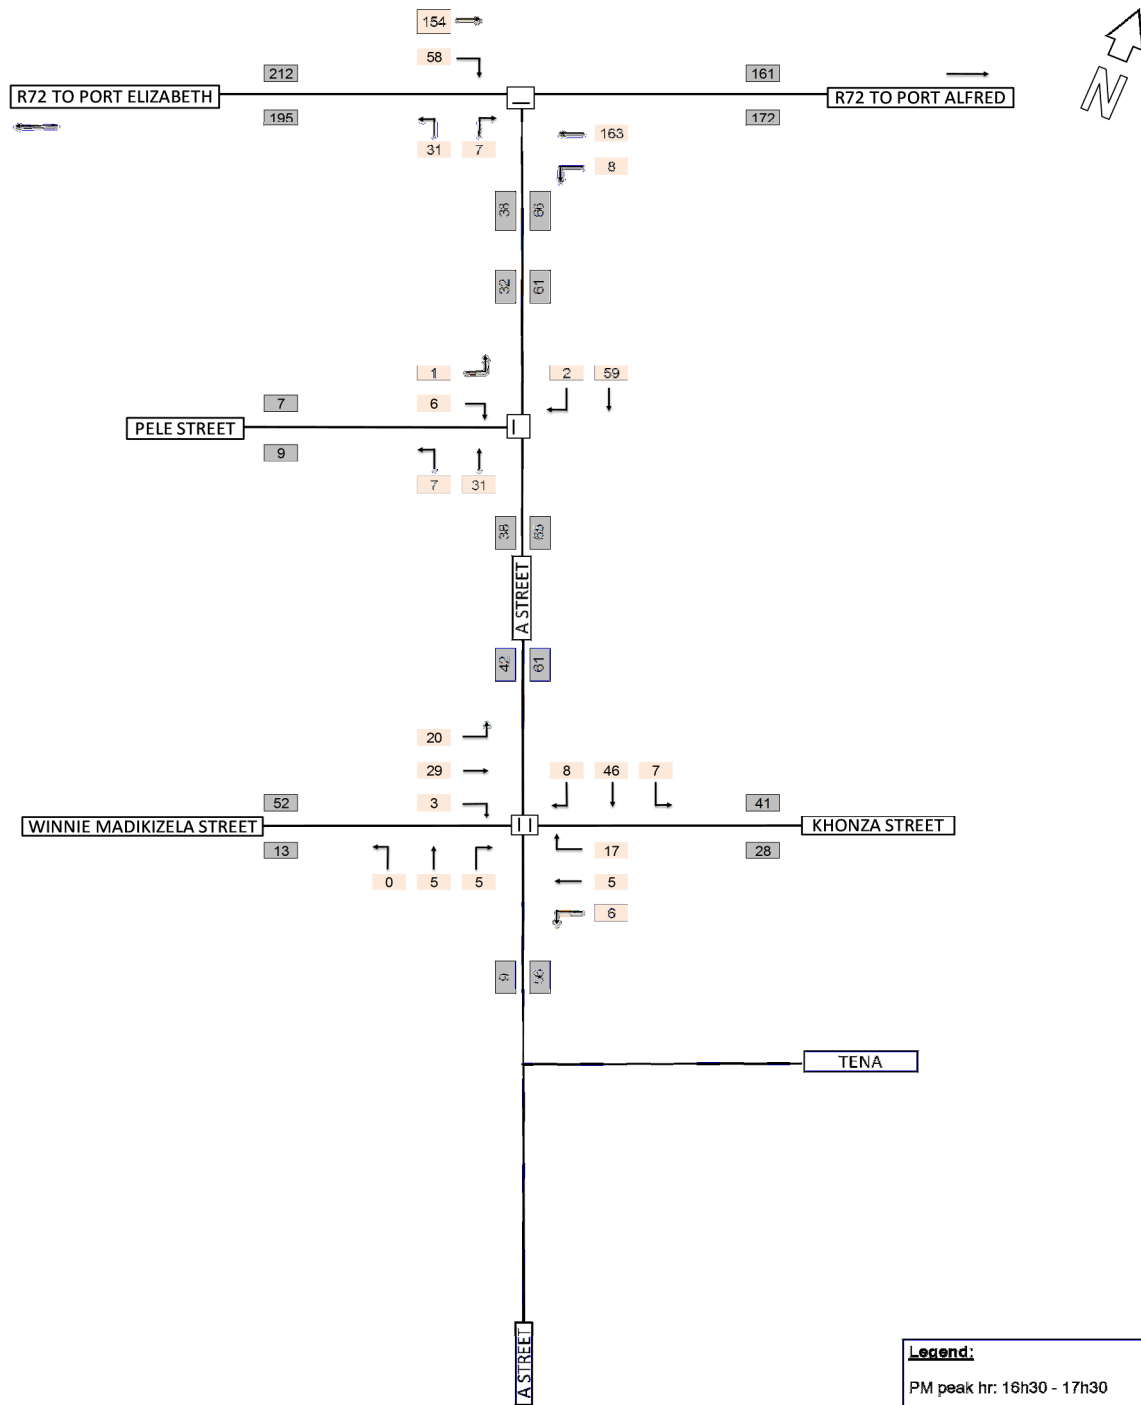 154
58
212
161
R72 TO PORT ELIZABETH
R72 TO PORT ALFRED
N
195
172
31 7
163
8
38 66
32 61
1
2 59
7
6
PELE STREET
9
7 31
38
A STREET
42 61
20
29
8 46 7
52
3
41
WINNIE MADIKIZELA STREET
KHONZA STREET
13
17
28
0 5 5
5
6
9 56
TENA
A STREET
Legend:
PM peak hr: 16h30 - 17h30